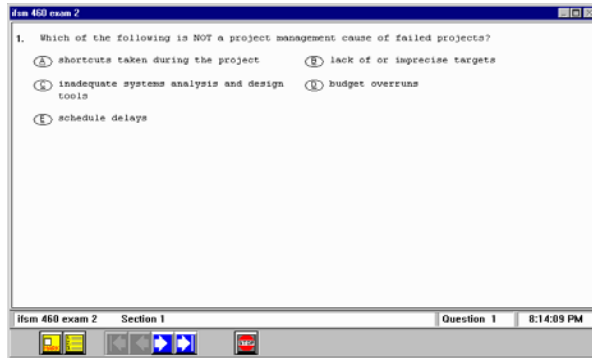 ifsm 460 exam 2
1. Which of the following is NOT a project management cause of failed projects?
A shortcuts taken during the project
B lack of or imprecise targets
C inadequate systems analysis and design
tools
D budget overruns
E schedule delays
ifsm 460 exam 2 Section 1 Question 1 8:14:09 PM
STOP